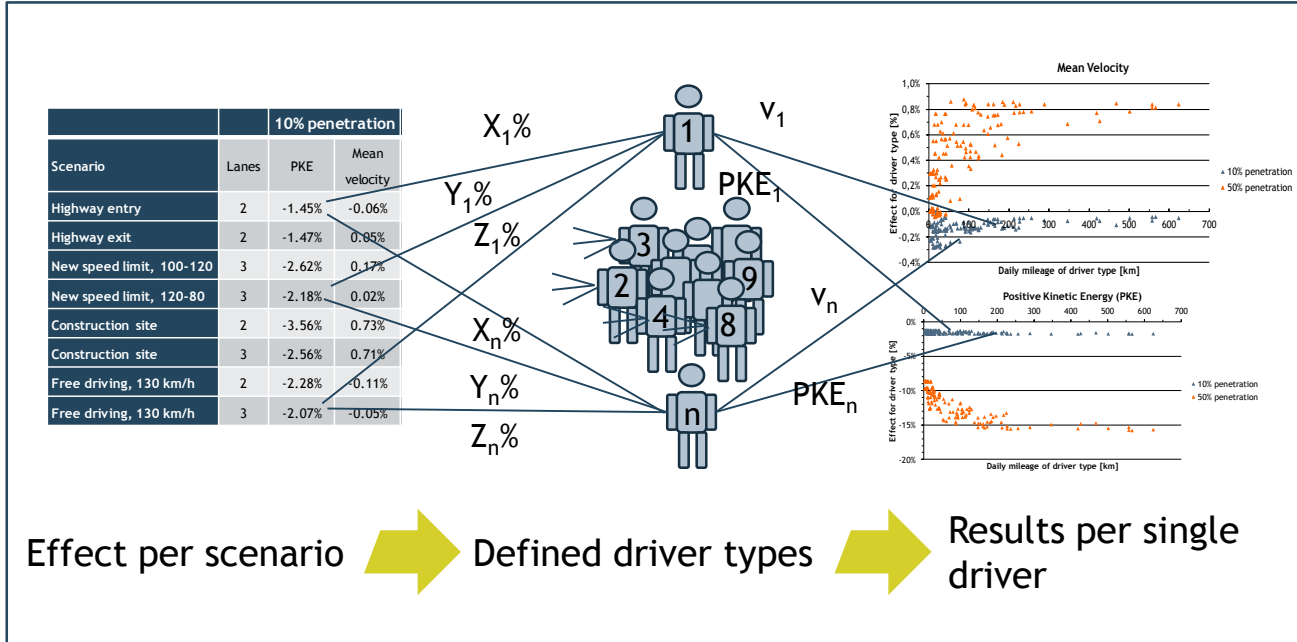 10% penetration
Scenario Lanes PKE Mean velocity
Highway entry 2 -1.45% -0.06%
Highway exit 2 -1.47% 0.05%
New speed limit, 100-120 3 -2.62% 0.17%
New speed limit, 120-80 3 -2.18% 0.02%
Construction site 2 -3.56% 0.73%
Construction site 3 -2.56% 0.71%
Free driving, 130 km/h 2 -2.28% -0.11%
Free driving, 130 km/h 3 -2.07% -0.05%
X1%
Y1%
Z1%
Xn%
Yn%
Zn%
1
3
2
9
4
8
n
v1
PKE1
vn
PKEn
Mean Velocity
1,0%
0,8%
0,6%
0,4%
0,2%
0,0%
-0,2%
-0,4%
0 100 200 300 400 500 600 700
Effect for driver type [%]
Daily mileage of driver type [km]
10% penetration
50% penetration
Positive Kinetic Energy (PKE)
0 100 200 300 400 500 600 700
0%
-5%
-10%
-15%
-20%
Effect for driver type [%]
Daily mileage of driver type [km]
10% penetration
50% penetration
Effect per scenario
Defined driver types
Results per single
driver